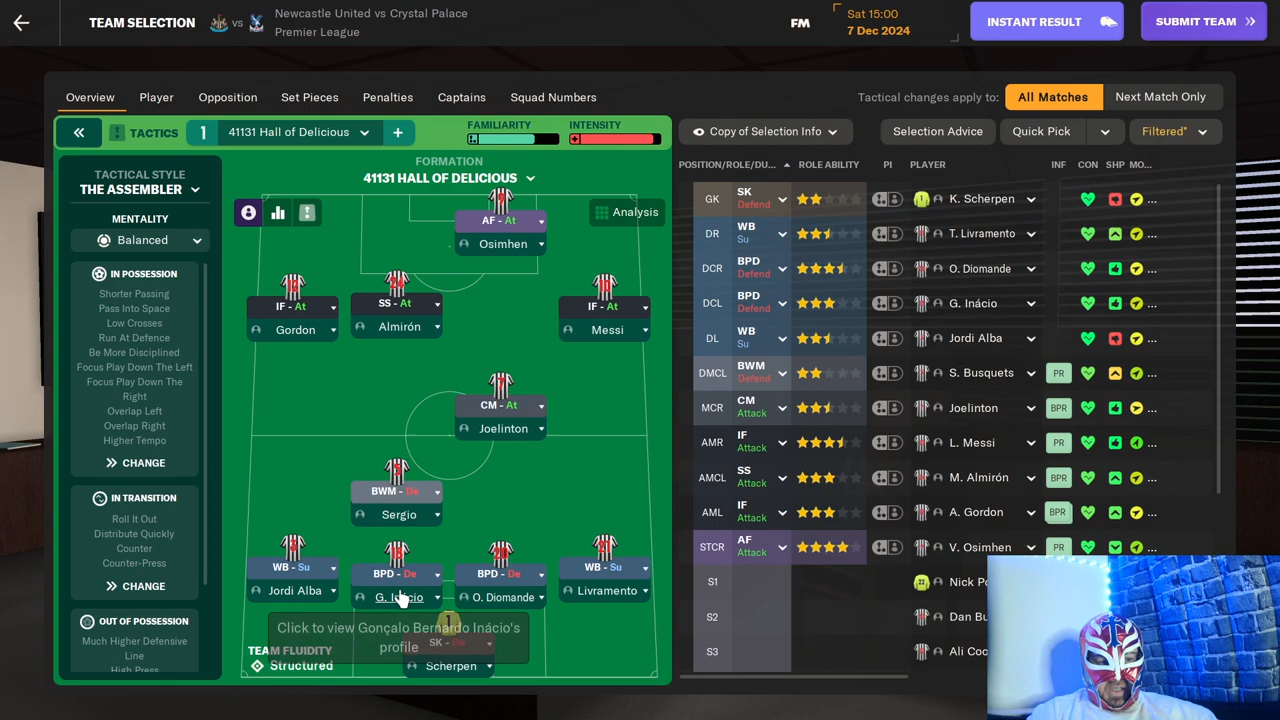 TEAM SELECTION
vs
Newcastle United vs Crystal Palace
Premier League
FM
Sat 15:00
7 Dec 2024
INSTANT RESULT
SUBMIT TEAM
Overview
Player
Opposition
Set Pieces
Penalties
Captains
Squad Numbers
Tactical changes apply to:
All Matches
Next Match Only
TACTICS
1
41131 Hall of Delicious
FAMILIARITY
INTENSITY
Copy of Selection Info
Selection Advice
Quick Pick
Filtered*
TACTICAL STYLE
THE ASSEMBLER
MENTALITY
Balanced
IN POSSESSION
Shorter Passing
Pass Into Space
Low Crosses
Run At Defence
Be More Disciplined
Focus Play Down The Left
Focus Play Down The
Right
Overlap Left
Overlap Right
Higher Tempo
CHANGE
IN TRANSITION
Roll It Out
Distribute Quickly
Counter
Counter-Press
CHANGE
OUT OF POSSESSION
Much Higher Defensive
Line
High Press
FORMATION
41131 HALL OF DELICIOUS
Analysis
AF - At
Osimhen
IF - At
Gordon
SS - At
Almirón
IF - At
Messi
CM - At
Joelinton
BWM - De
Sergio
WB - Su
Jordi Alba
BPD - De
BPD - De
O. Diomande
WB - Su
Livramento
Click to view Gonçalo Bernardo Inácio's
profile
SK - De
Scherpen
TEAM FLUIDITY
Structured
POSITION/ROLE/DU...
ROLE ABILITY
PI
PLAYER
INF
CON
SHP
MO...
GK
SK
Defend
K. Scherpen
...
DR
WB
Su
T. Livramento
...
DCR
BPD
Defend
O. Diomande
...
DCL
BPD
Defend
G. Inácio
...
DL
WB
Su
Jordi Alba
...
DMCL
BWM
Defend
S. Busquets
PR
...
MCR
CM
Attack
Joelinton
BPR
...
AMR
IF
Attack
L. Messi
PR
...
AMCL
SS
Attack
M. Almirón
BPR
...
AML
IF
Attack
A. Gordon
BPR
...
STCR
AF
Attack
V. Osimhen
PR
...
S1
Nick
S2
Dan Bu
S3
Ali Coo